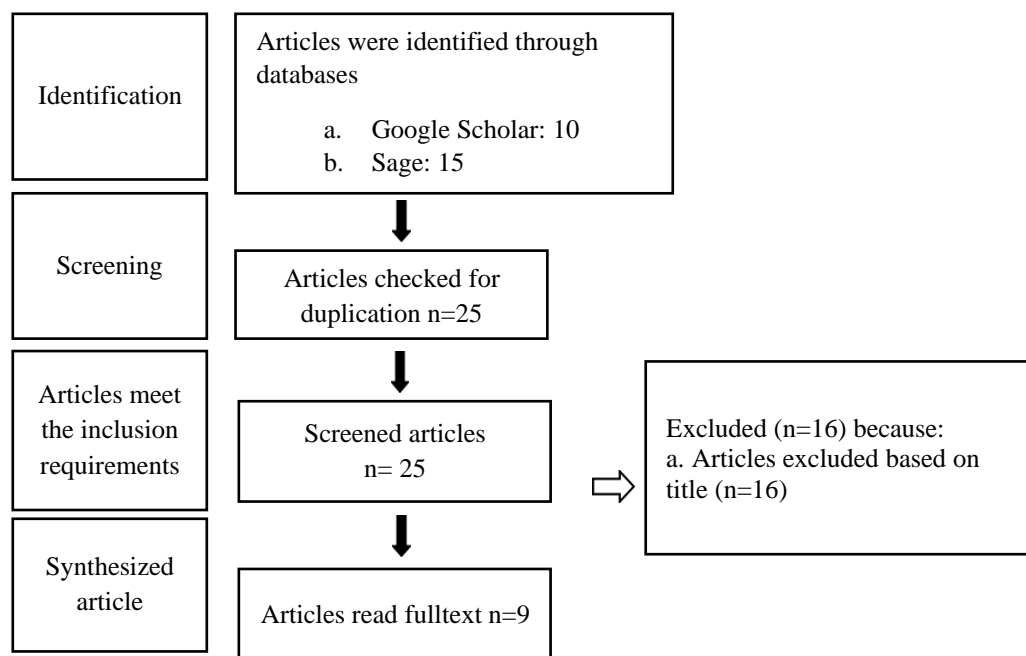 Identification
Articles were identified through
databases
a. Google Scholar: 10
b. Sage: 15
Screening
Articles checked for
duplication n=25
Articles meet
the inclusion
requirements
Screened articles
n= 25
Excluded (n=16) because:
a. Articles excluded based on
title (n=16)
Synthesized
article
Articles read fulltext n=9